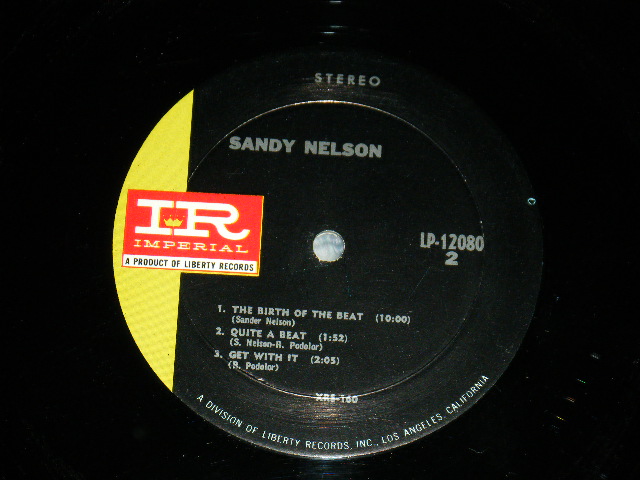 STEREO
SANDY NELSON
IR
IMPERIAL
A PRODUCT OF LIBERTY RECORDS
LP-12080
2
1. THE BIRTH OF THE BEAT (10:00)
(Sander Nelson)
2. QUITE A BEAT (1:52)
(S. Nelson-R. Podolor)
3. GET WITH IT (2:05)
(R. Podolor)
A DIVISION OF LIBERTY RECORDS, INC., LOS ANGELES, CALIFORNIA